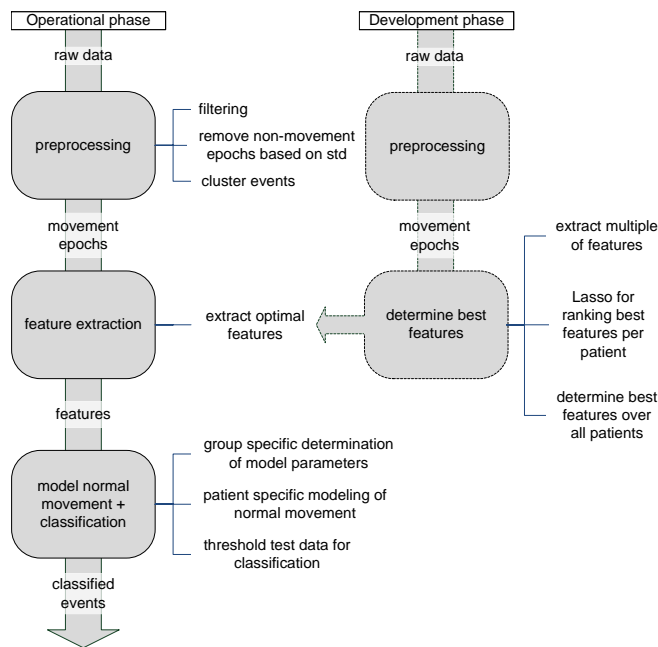 Operational phase
raw data
preprocessing
filtering
remove non-movement
epochs based on std
cluster events
movement
epochs
feature extraction
extract optimal
features
features
model normal
movement +
classification
group specific determination
of model parameters
patient specific modeling of
normal movement
threshold test data for
classification
classified
events
Development phase
raw data
preprocessing
movement
epochs
determine best
features
extract multiple
of features
Lasso for
ranking best
features per
patient
determine best
features over
all patients